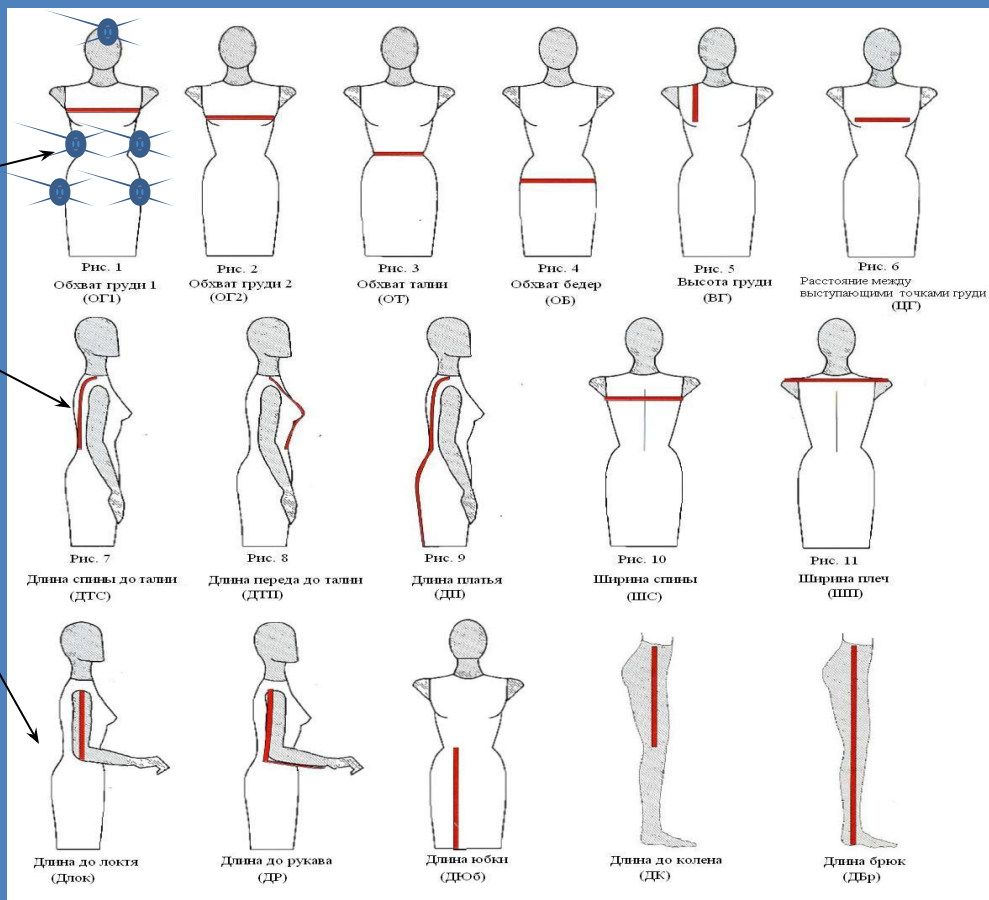 Рис. 1
Обхват груди 1
(ОГ1)
Рис. 2
Обхват груди 2
(ОГ2)
Рис. 3
Обхват талии
(ОТ)
Рис. 4
Обхват бедер
(ОБ)
Рис. 5
Высота груди
(ВГ)
Рис. 6
Расстояние между
выступающими точками груди
(ЦГ)
Рис. 7
Длина спины до талии
(ДТС)
Рис. 8
Длина переда до талии
(ДТП)
Рис. 9
Длина платья
(ДП)
Рис. 10
Ширина спины
(ШС)
Рис. 11
Ширина плеч
(ШП)
Длина до локтя
(Длок)
Длина до рукава
(ДР)
Длина юбки
(ДЮб)
Длина до колена
(ДК)
Длина брюк
(ДБр)